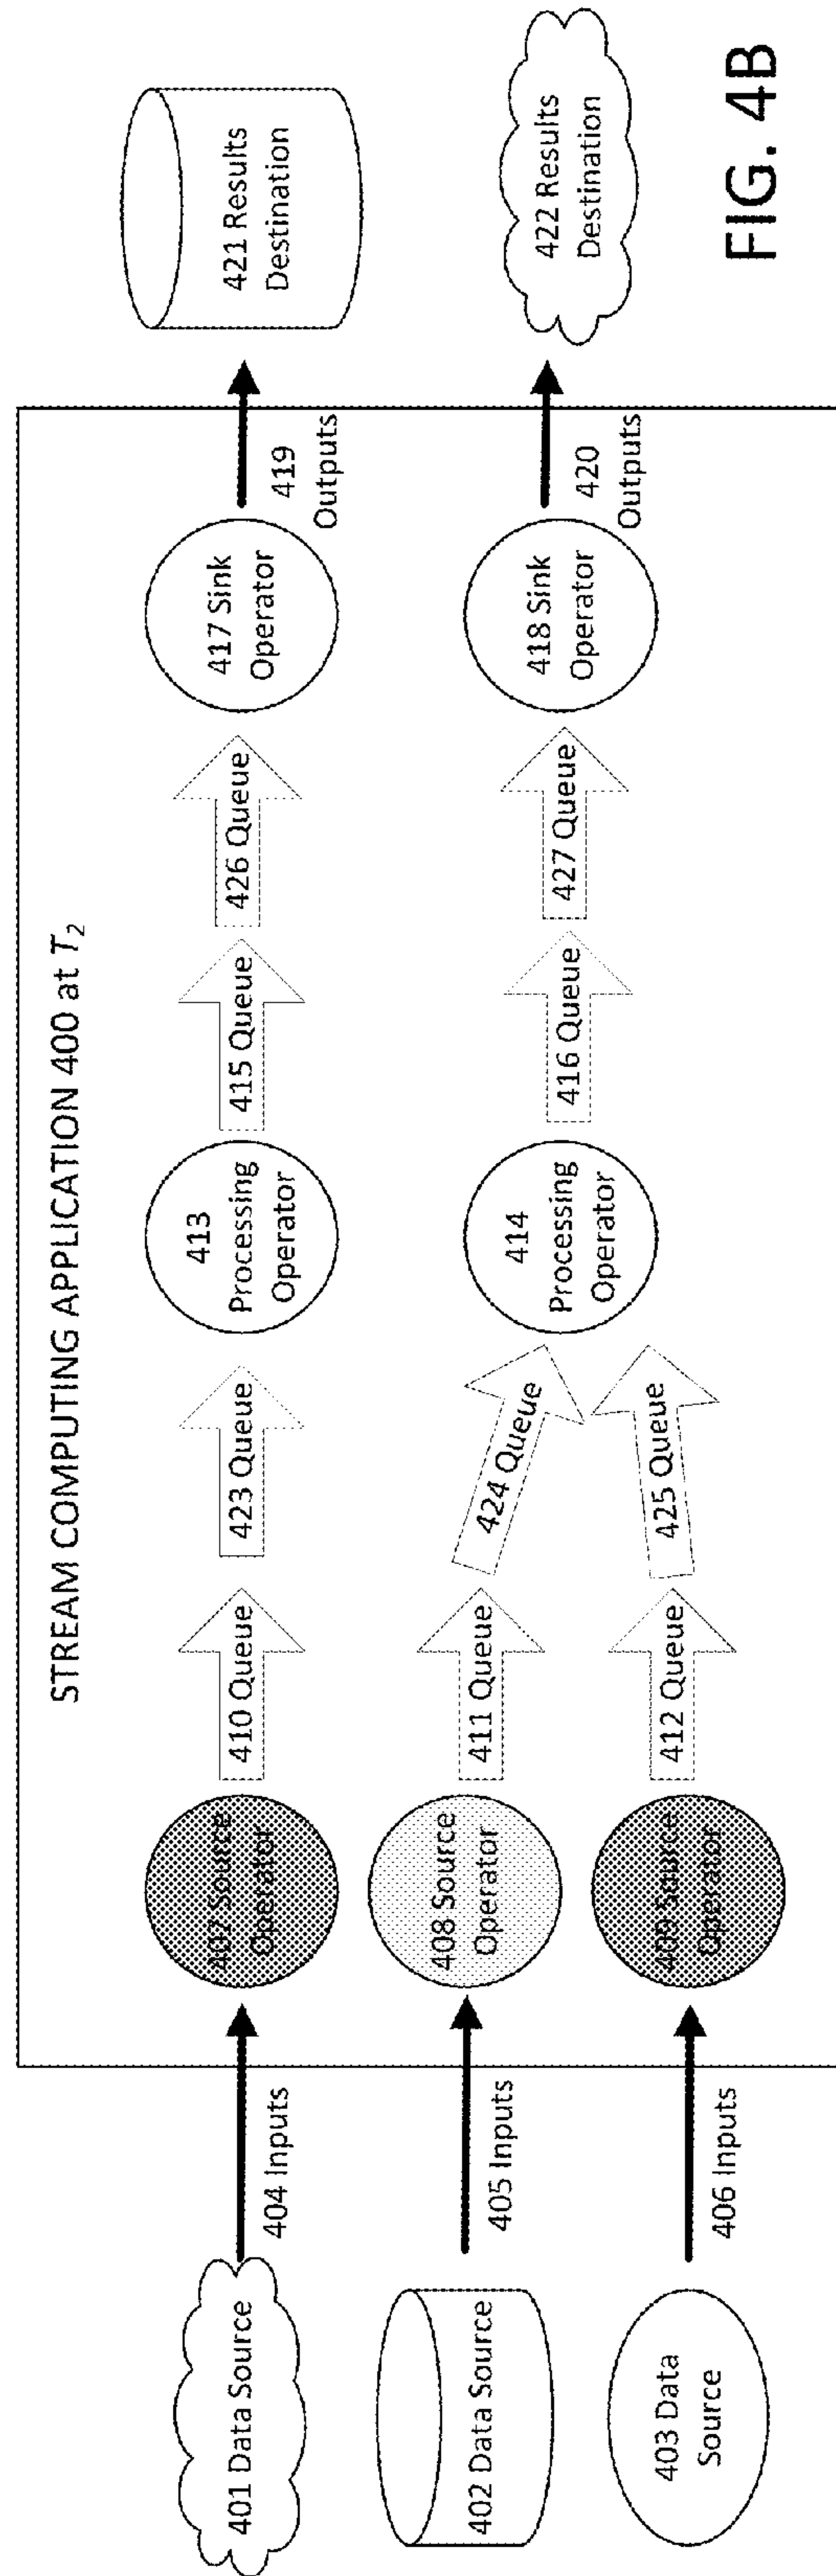 STREAM COMPUTING APPLICATION 400 at T₂
401 Data Source
404 Inputs
407 Source
Operator
410 Queue
423 Queue
413
Processing
Operator
415 Queue
426 Queue
417 Sink
Operator
419
Outputs
421 Results
Destination
402 Data Source
405 Inputs
408 Source
Operator
411 Queue
424 Queue
403 Data
Source
406 Inputs
409 Source
Operator
412 Queue
425 Queue
414
Processing
Operator
416 Queue
427 Queue
418 Sink
Operator
420
Outputs
422 Results
Destination
FIG. 4B